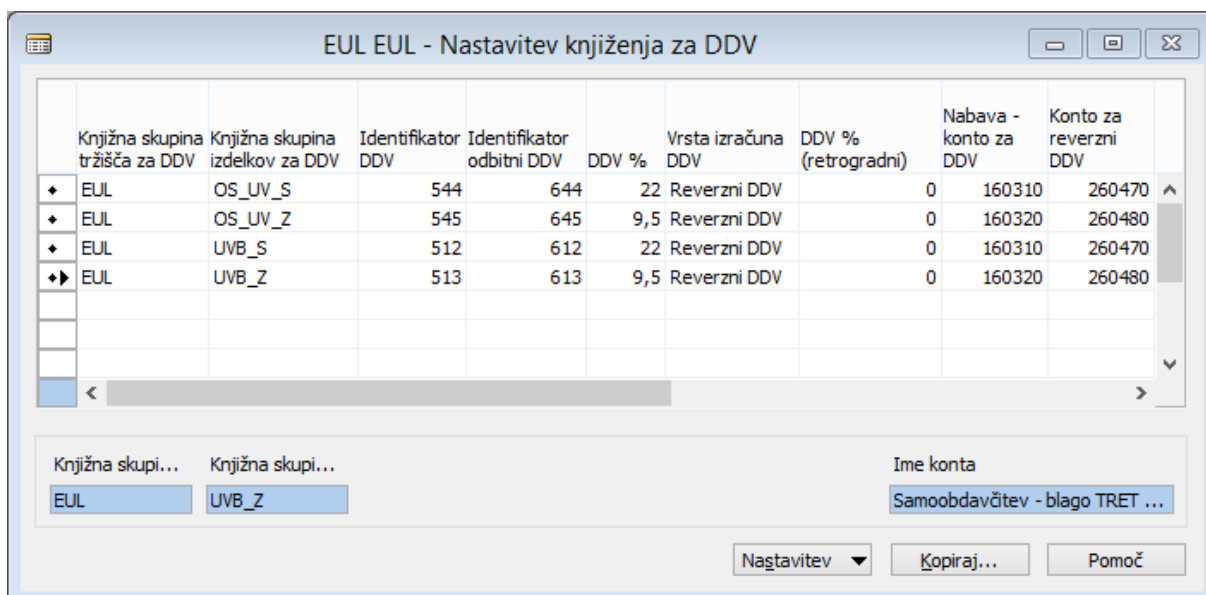 EUL EUL - Nastavitev knjiženja za DDV
Nabava - Konto za
Knjižna skupina Knjižna skupina Identifikator Identifikator Vrsta izračuna DDV % konto za reverzni
tržišča za DDV izdelkov za DDV DDV odbitni DDV DDV % DDV (retrogradni) DDV DDV
EUL OS_UV_S 544 644 22 Reverzni DDV 0 160310 260470
EUL OS_UV_Z 545 645 9,5 Reverzni DDV 0 160320 260480
EUL UVB_S 512 612 22 Reverzni DDV 0 160310 260470
EUL UVB_Z 513 613 9,5 Reverzni DDV 0 160320 260480
Knjižna skupi... Knjižna skupi... Ime konta
EUL UVB_Z Samoobdavčitev - blago TRET ...
Nastavitev Kopiraj... Pomoč